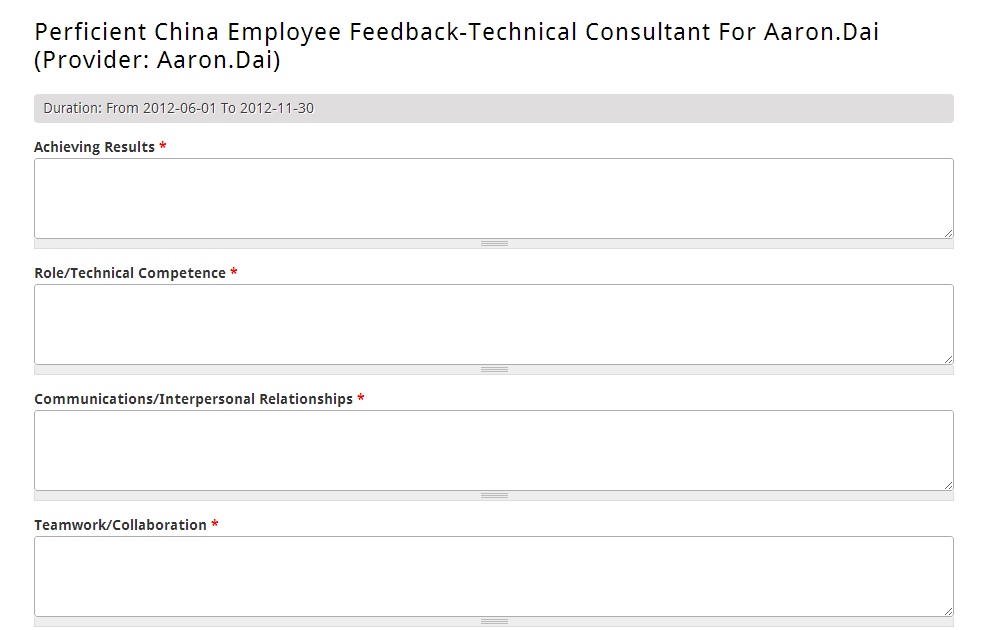 Perficient China Employee Feedback-Technical Consultant For Aaron.Dai
(Provider: Aaron.Dai)
Duration: From 2012-06-01 To 2012-11-30
Achieving Results *
Role/Technical Competence *
Communications/Interpersonal Relationships *
Teamwork/Collaboration *